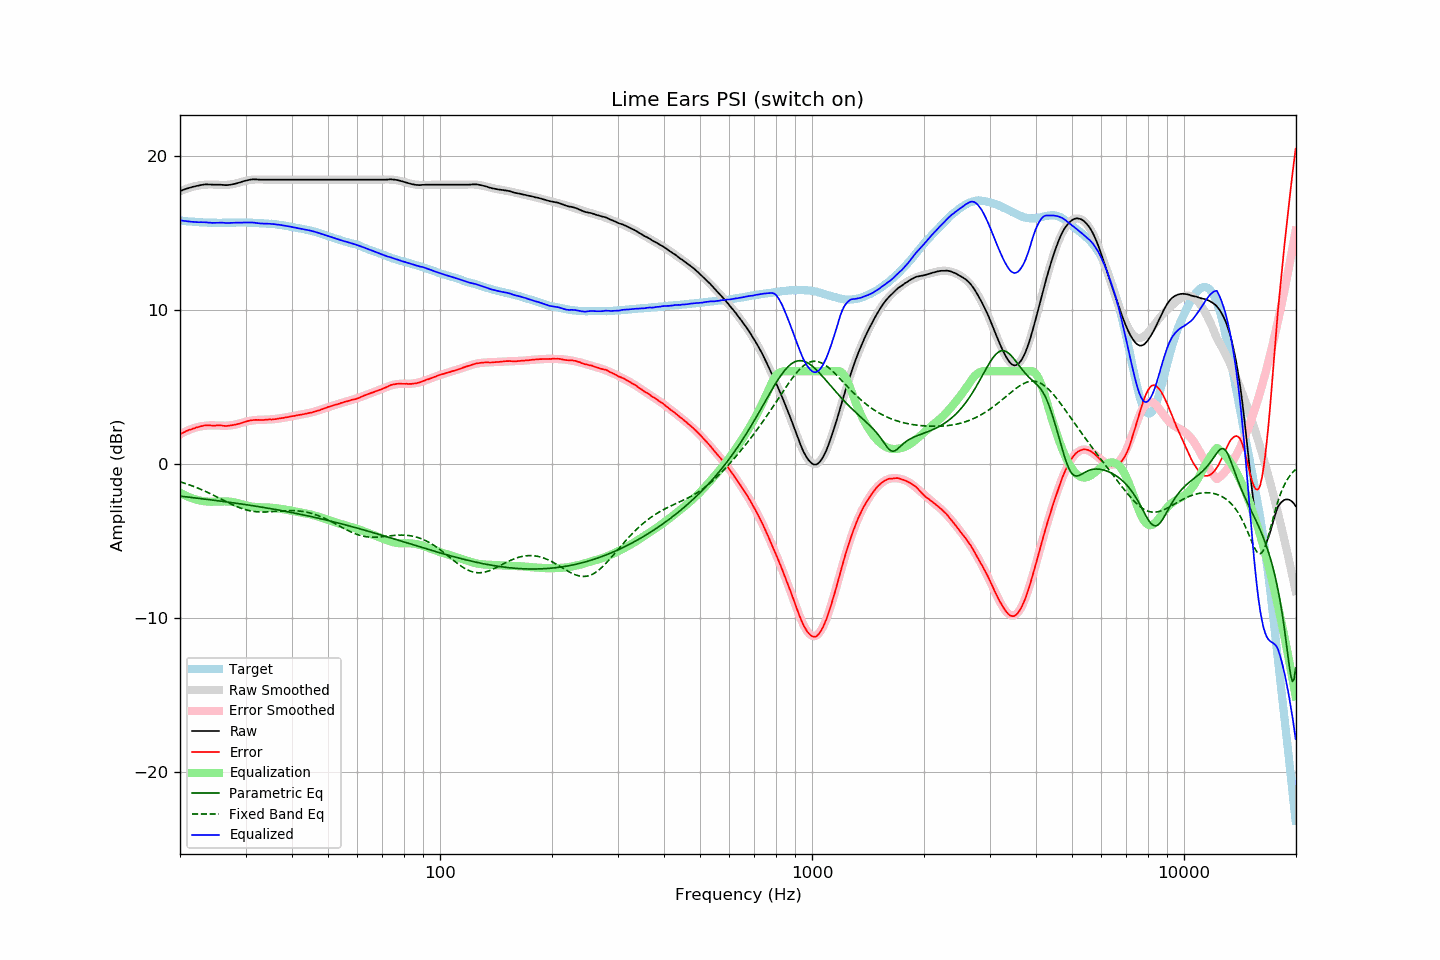 Lime Ears PSI (switch on)
20
10
0
−10
−20
Amplitude (dBr)
Target
Raw Smoothed
Error Smoothed
Raw
Error
Equalization
Parametric Eq
Fixed Band Eq
Equalized
100
1000
10000
Frequency (Hz)